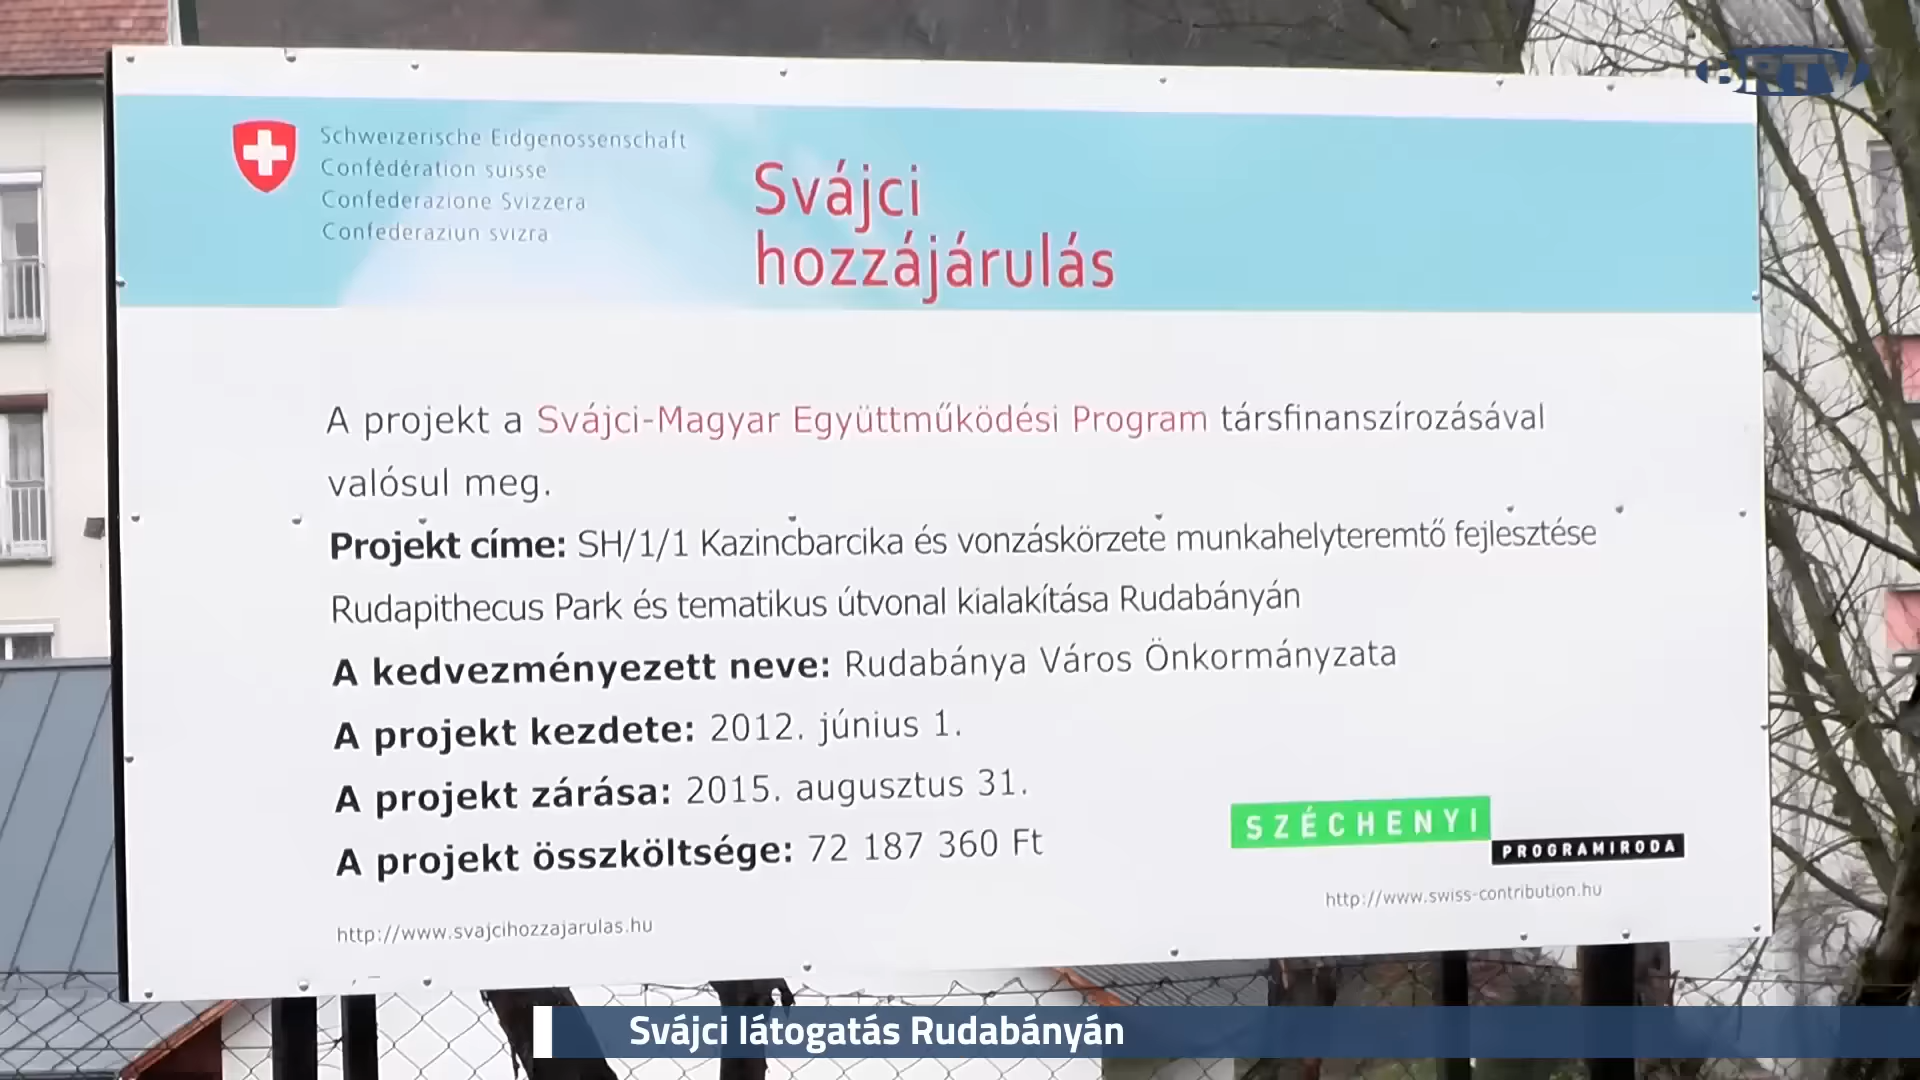 BRTV
Schweizerische Eidgenossenschaft
Confédération suisse
Confederazione Svizzera
Confederaziun svizra
Svájci
hozzájárulás
A projekt a Svájci-Magyar Együttműködési Program társfinanszírozásával
valósul meg.
Projekt címe: SH/1/1 Kazincbarcika és vonzáskörzete munkahelyteremtő fejlesztése
Rudapithecus Park és tematikus útvonal kialakítása Rudabányán
A kedvezményezett neve: Rudabánya Város Önkormányzata
A projekt kezdete: 2012. június 1.
A projekt zárása: 2015. augusztus 31.
A projekt összköltsége: 72 187 360 Ft
SZÉCHENYI
PROGRAMIRODA
http://www.swiss-contribution.hu
http://www.svajcihozzajarulas.hu
Svájci látogatás Rudabányán